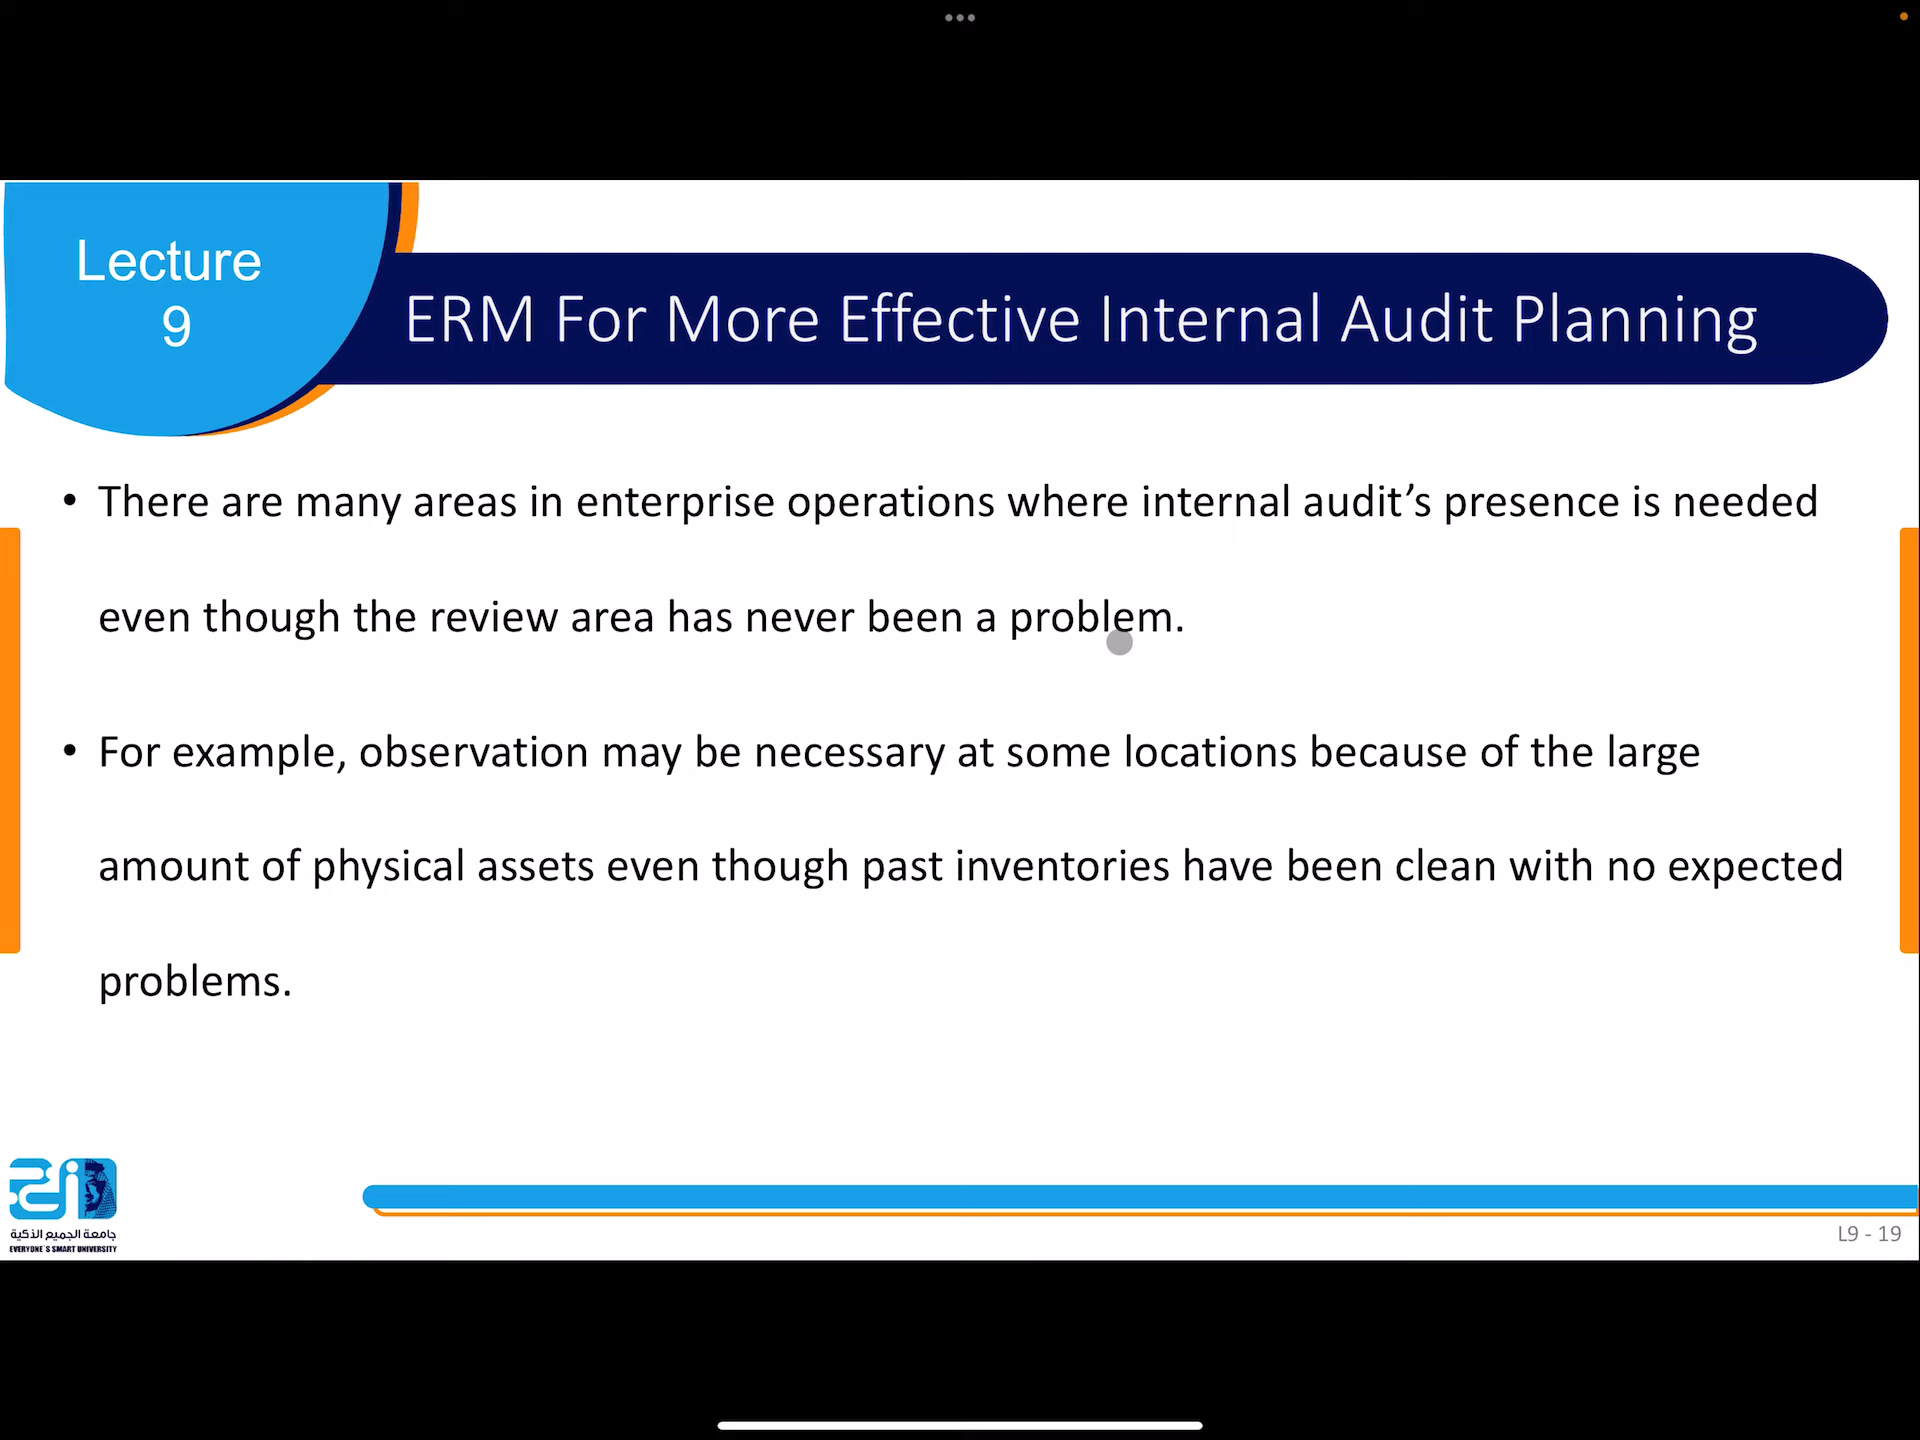 Lecture
9
ERM For More Effective Internal Audit Planning
• There are many areas in enterprise operations where internal audit’s presence is needed
even though the review area has never been a problem.
• For example, observation may be necessary at some locations because of the large
amount of physical assets even though past inventories have been clean with no expected
problems.
جامعة الجميع الذكية
EVERYONE`S SMART UNIVERSITY
L9 - 19